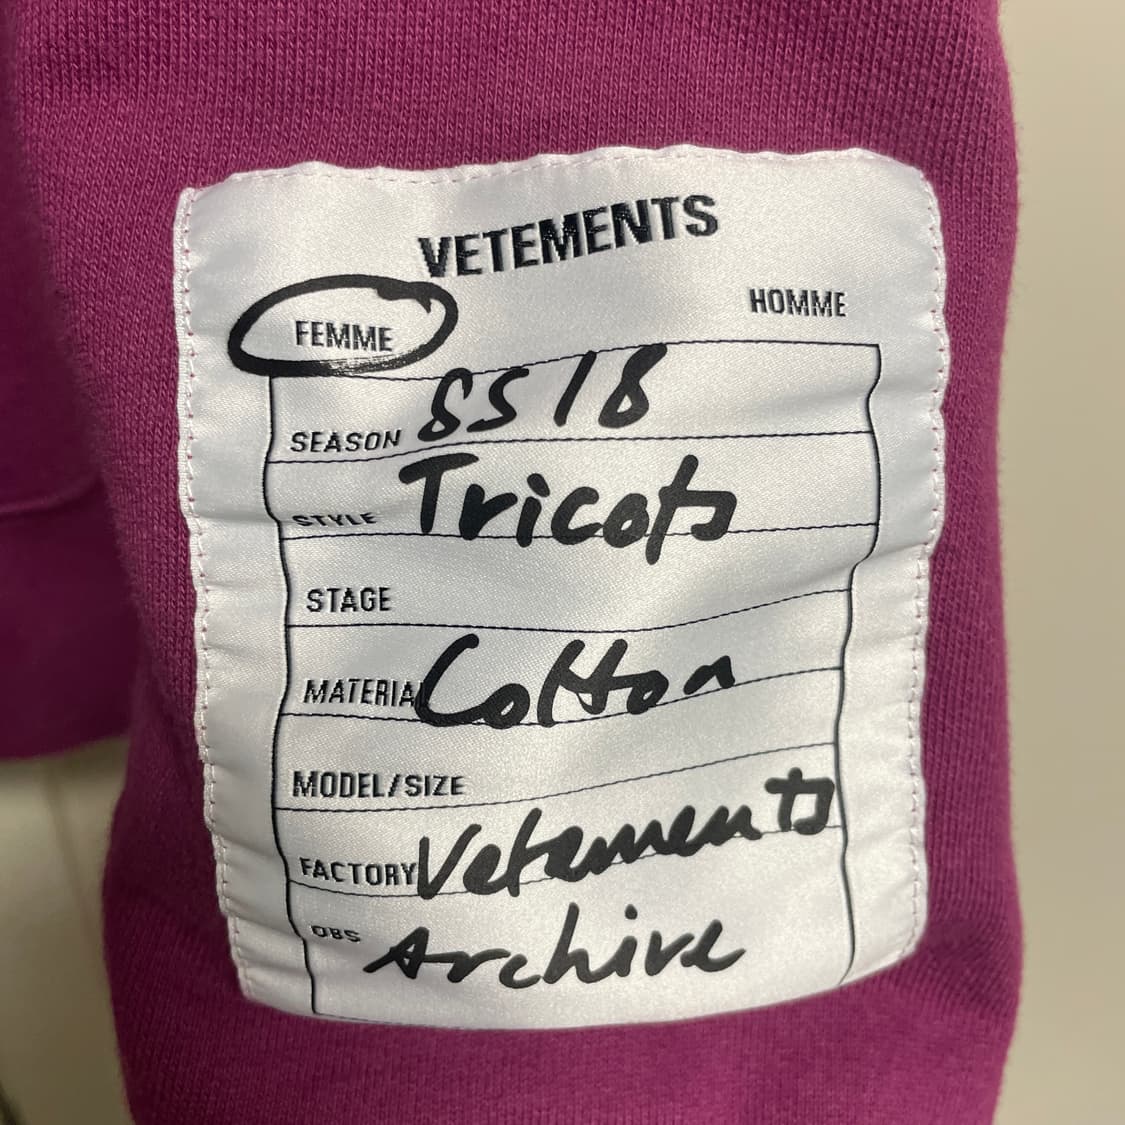 VETEMENTS
FEMME HOMME
SEASON SS18
STYLE Tricots
STAGE
MATERIAL Cotton
MODEL/SIZE
FACTORY Vetements
OBS Archive